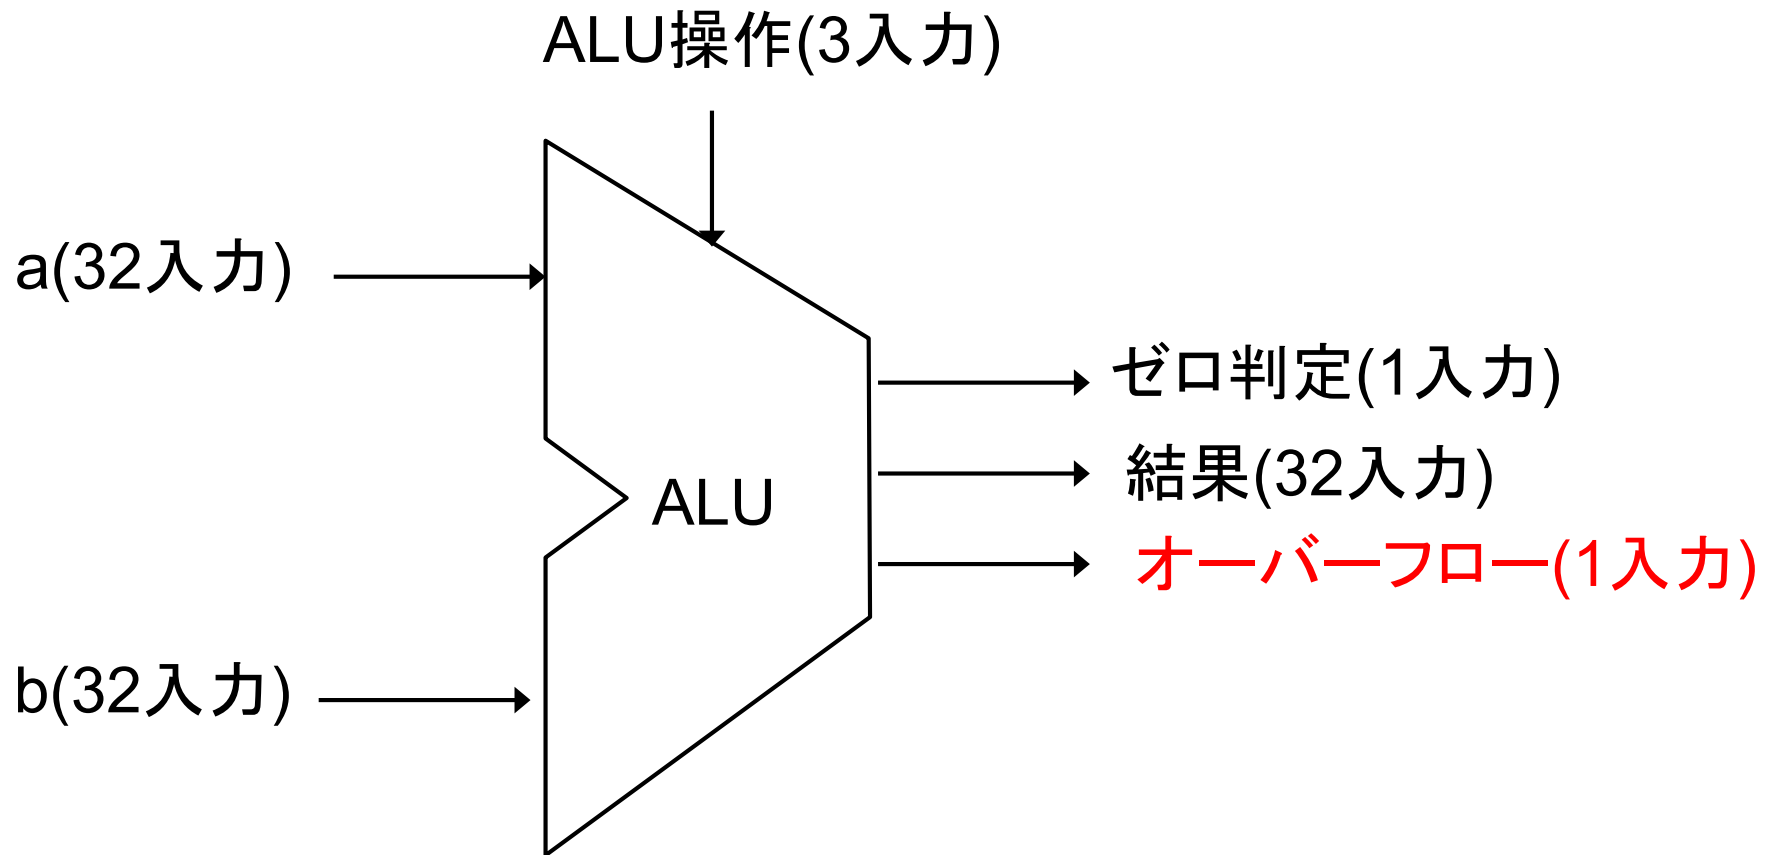 ALU操作(3入力)
a(32入力)
ゼロ判定(1入力)
結果(32入力)
ALU
オーバーフロー(1入力)
b(32入力)